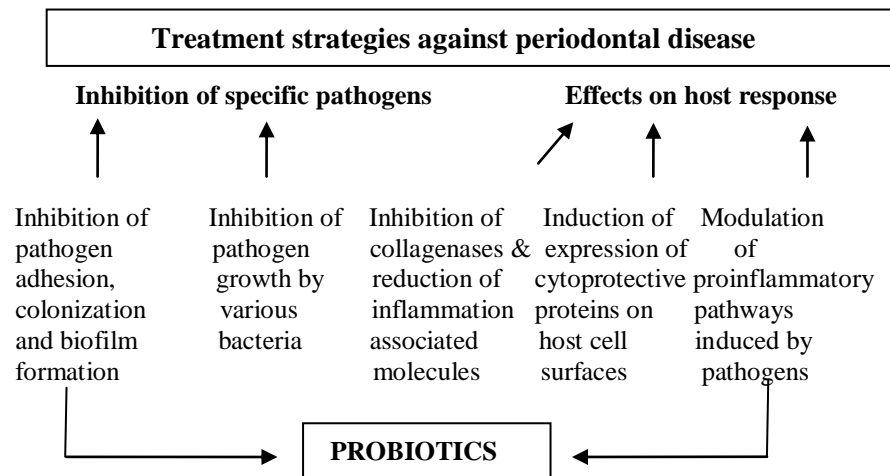 Treatment strategies against periodontal disease
Inhibition of specific pathogens
Effects on host response
Inhibition of
pathogen
adhesion,
colonization
and biofilm
formation
Inhibition of
pathogen
growth by
various
bacteria
Inhibition of
collagenases &
reduction of
inflammation
associated
molecules
Induction of
expression of
cytoprotective
proteins on
host cell
surfaces
Modulation
of
proinflammatory
pathways
induced by
pathogens
PROBIOTICS